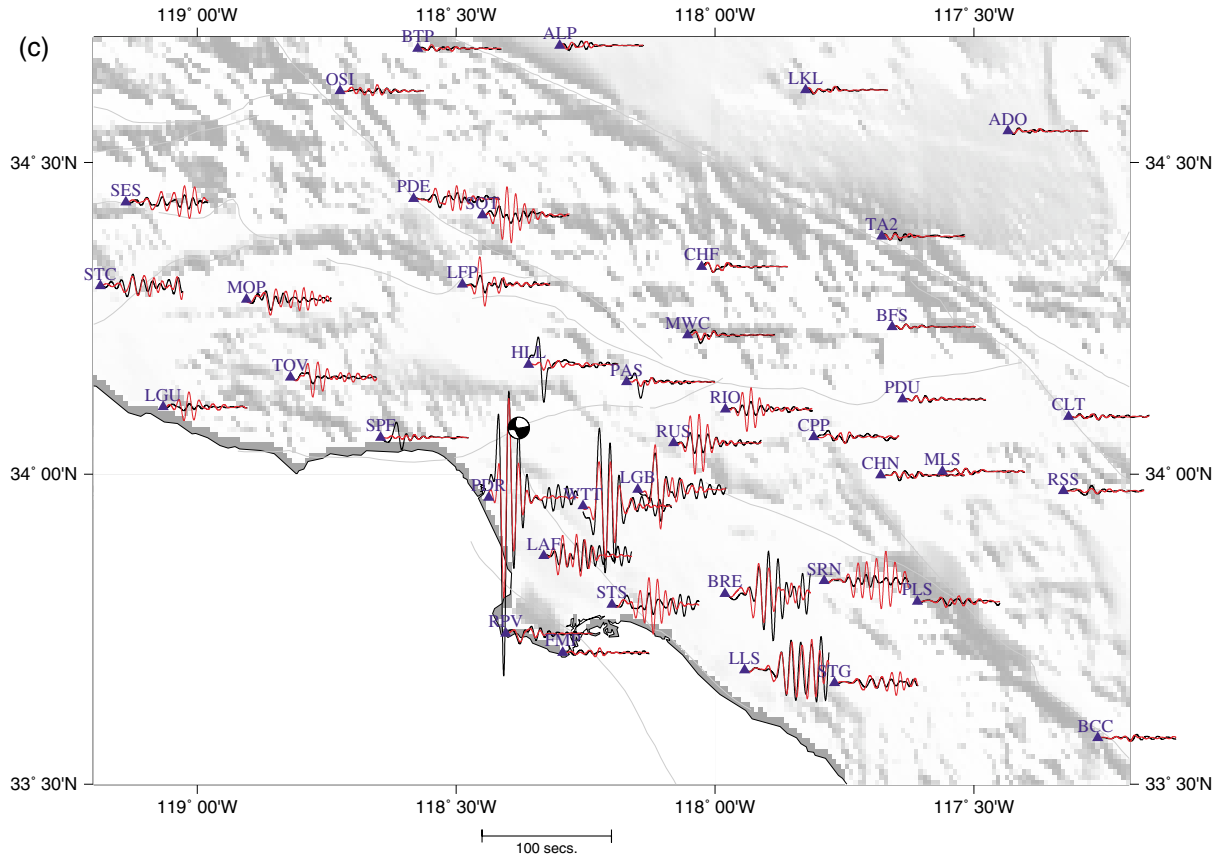 119˚ 00'W 118˚ 30'W 118˚ 00'W 117˚ 30'W
(c)
BTP ALP
OSI LKL
ADO
34˚ 30'N 34˚ 30'N
SES PDE
SOT
TA2
CHF
STC LFP
MOP
BFS
MWC
HLL
TOV PAS
LGU RIO PDU
CLT
SPF RUS CPP
CHN MLS
34˚ 00'N 34˚ 00'N
PDR WTT LGB RSS
LAF
STS BRE SRN
PLS
RPV
FMP
LLS STG
BCC
33˚ 30'N 33˚ 30'N
119˚ 00'W 118˚ 30'W 118˚ 00'W 117˚ 30'W
100 secs.